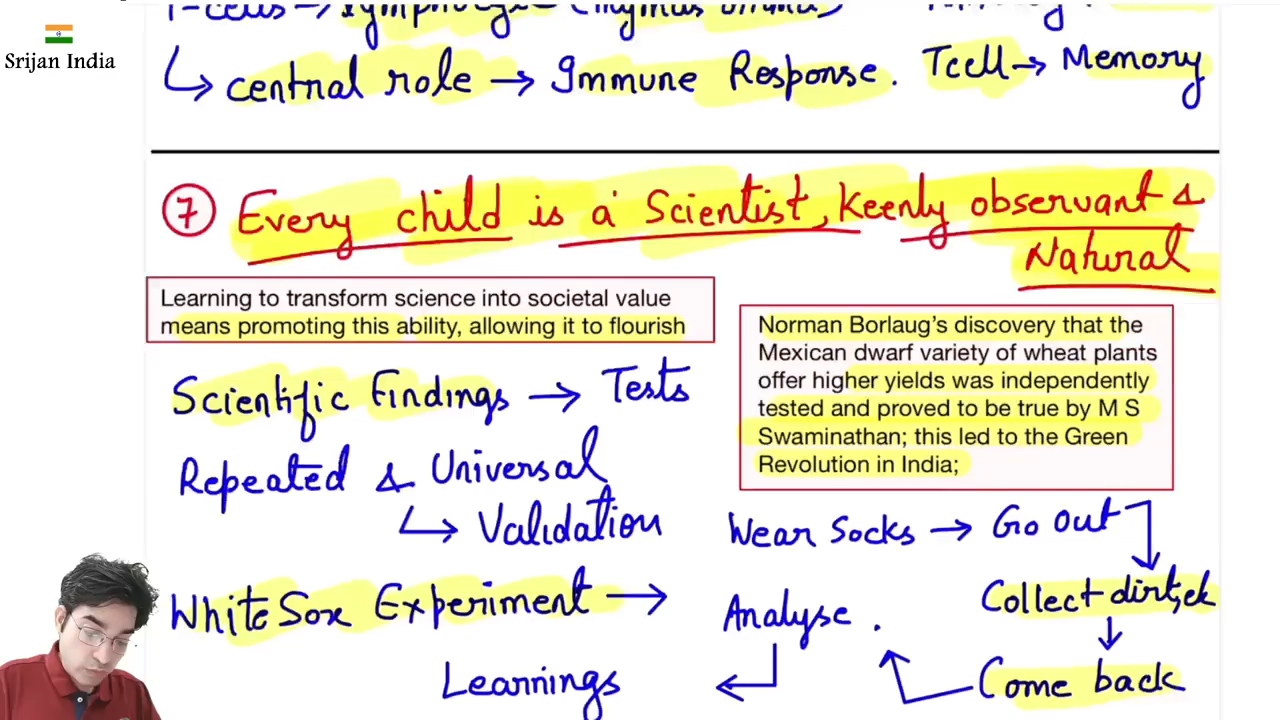 Srijan India
T-cells → lymphocyte
central role → Immune Response. Tcell → Memory
7 Every child is a Scientist, Keenly observant &
Natural
Learning to transform science into societal value
means promoting this ability, allowing it to flourish
Norman Borlaug's discovery that the
Mexican dwarf variety of wheat plants
offer higher yields was independently
tested and proved to be true by M S
Swaminathan; this led to the Green
Revolution in India;
Scientific Findings → Tests
Repeated & Universal
Validation
Wear Socks → Go Out
White Sox Experiment →
Collect dirt,
Analyse.
Come back
Learnings